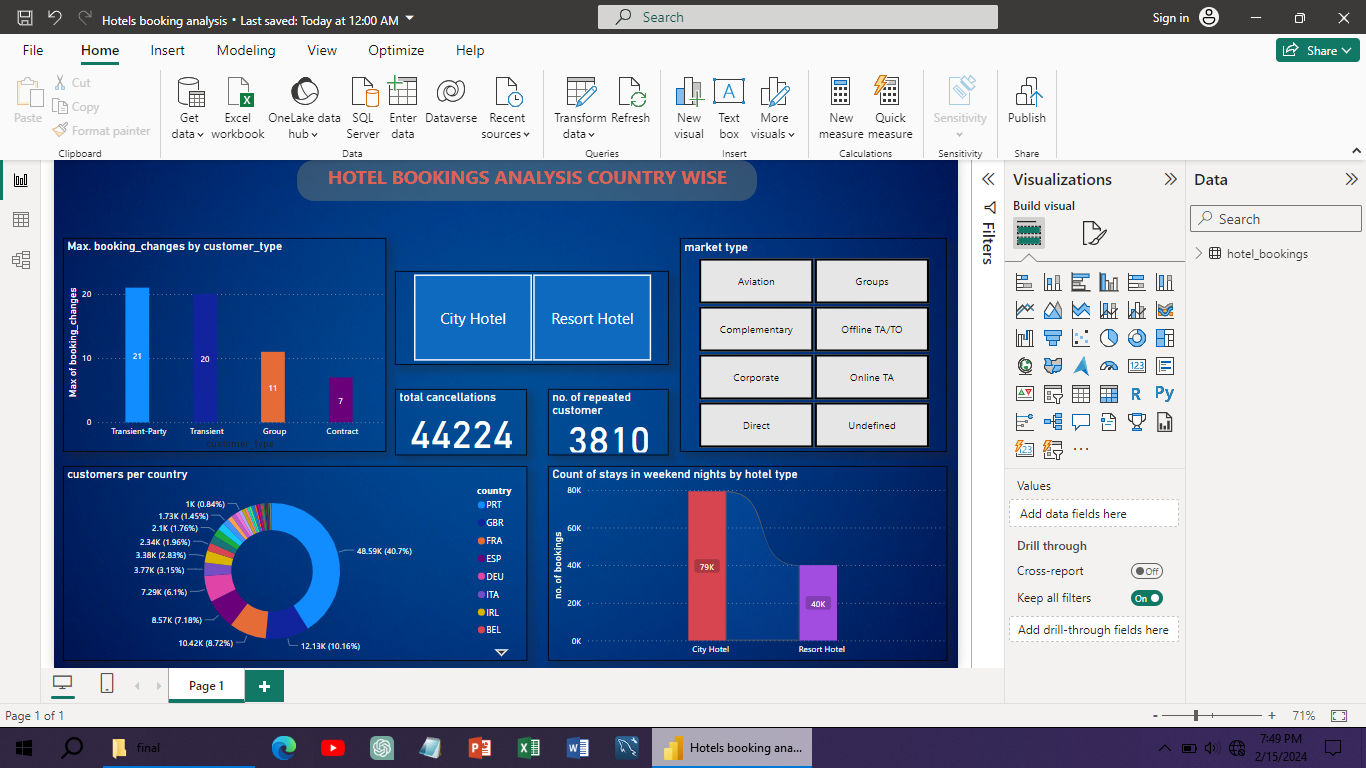 Hotels booking analysis • Last saved: Today at 12:00 AM
Search
Sign in
File Home Insert Modeling View Optimize Help
Share
Paste
Cut
Copy
Format painter
Clipboard
Get data
Excel workbook
OneLake data hub
SQL Server
Enter data
Dataverse
Recent sources
Data
Transform data
Refresh
Queries
New visual
Text box
More visuals
Insert
New measure
Quick measure
Calculations
Sensitivity
Sensitivity
Publish
Share
HOTEL BOOKINGS ANALYSIS COUNTRY WISE
Max. booking_changes by customer_type
Max of booking_changes
20
10
0
21
20
11
7
Transient-Party
Transient
Group
Contract
customer_type
City Hotel
Resort Hotel
total cancellations
44224
no. of repeated
customer
3810
market type
Aviation
Groups
Complementary
Offline TA/TO
Corporate
Online TA
Direct
Undefined
customers per country
1K (0.84%)
1.73K (1.45%)
2.1K (1.76%)
2.34K (1.96%)
3.38K (2.83%)
3.77K (3.15%)
7.29K (6.1%)
8.57K (7.18%)
10.42K (8.72%)
12.13K (10.16%)
48.59K (40.7%)
country
PRT
GBR
FRA
ESP
DEU
ITA
IRL
BEL
Count of stays in weekend nights by hotel type
no. of bookings
80K
60K
40K
20K
0K
79K
40K
City Hotel
Resort Hotel
Filters
Visualizations
Build visual
123
R
Py
123
Values
Add data fields here
Drill through
Cross-report
Off
Keep all filters
On
Add drill-through fields here
Data
Search
hotel_bookings
Page 1
Page 1 of 1
- + 71%
final
Hotels booking ana...
7:49 PM
2/15/2024